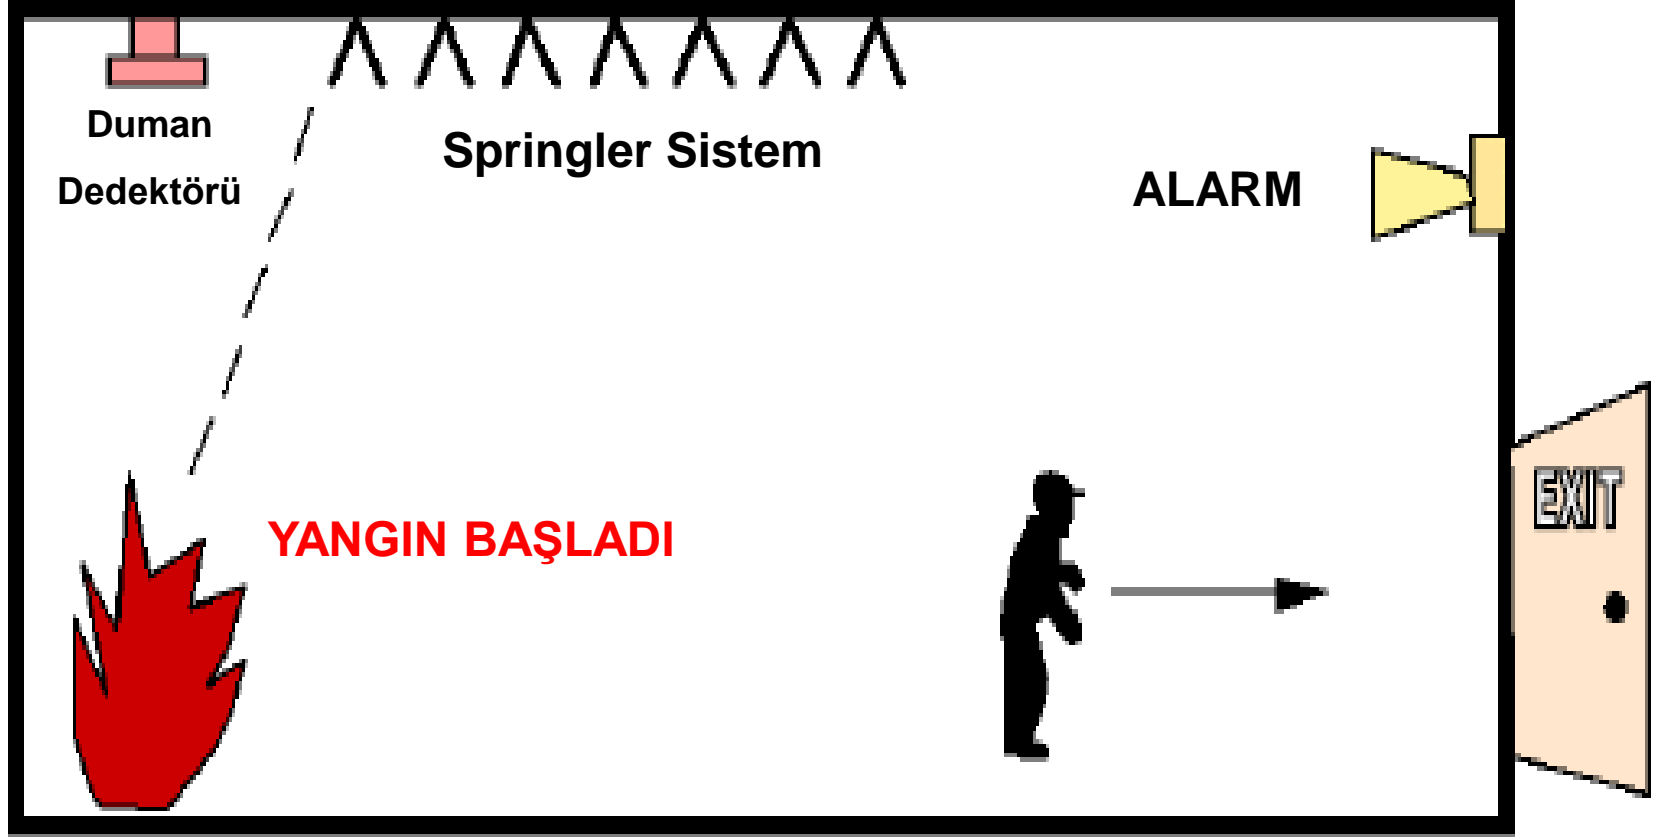 Duman
Dedektörü
Springler Sistem
ALARM
EXIT
YANGIN BAŞLADI